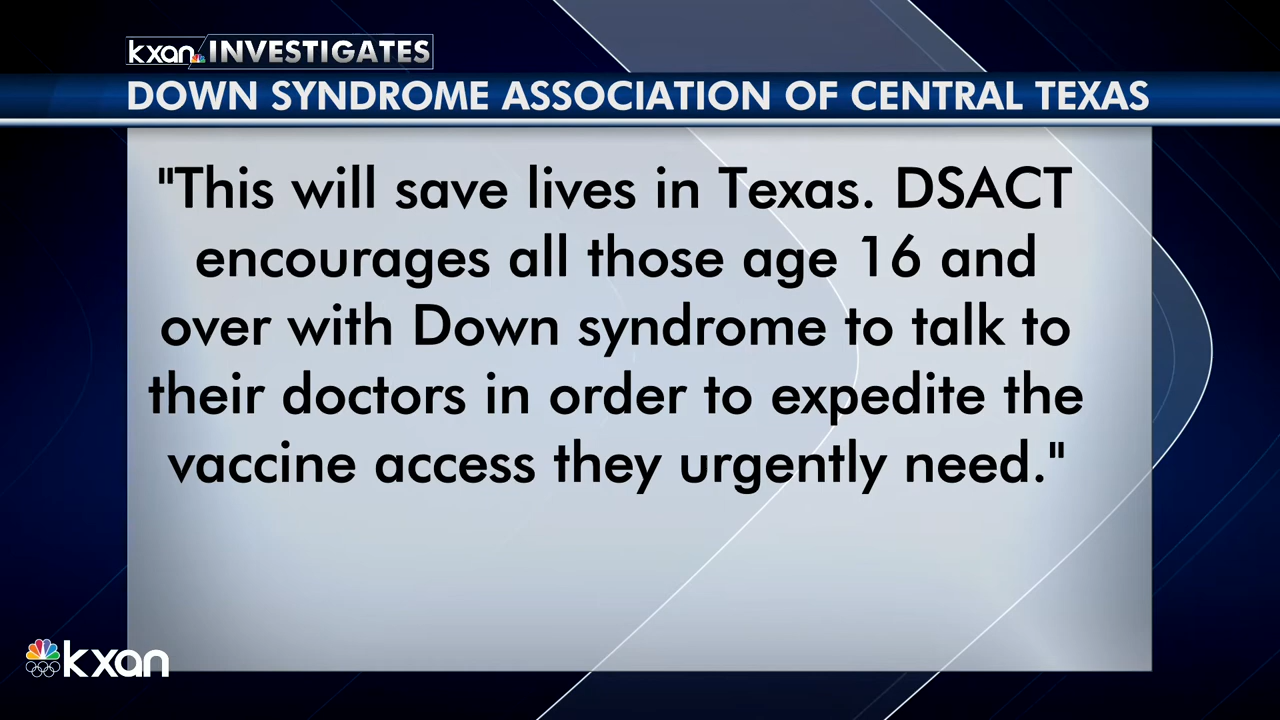 kxan INVESTIGATES
DOWN SYNDROME ASSOCIATION OF CENTRAL TEXAS
"This will save lives in Texas. DSACT
encourages all those age 16 and
over with Down syndrome to talk to
their doctors in order to expedite the
vaccine access they urgently need."
kxan